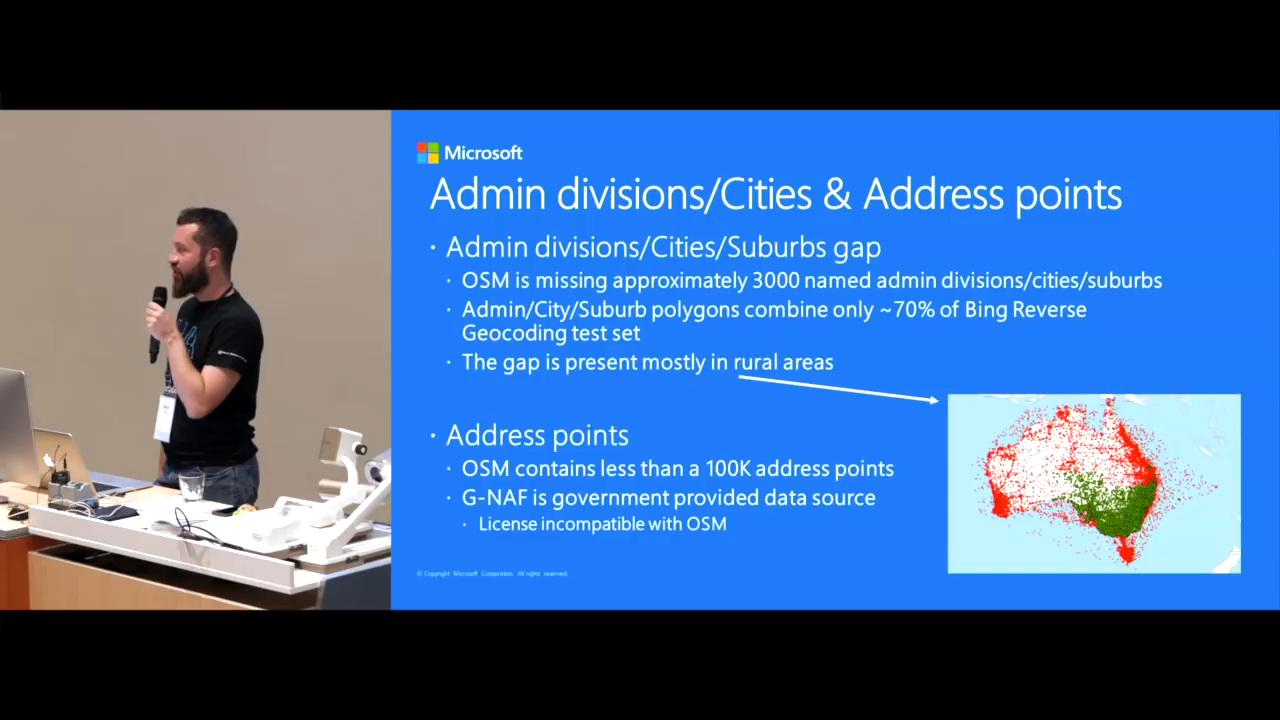 Microsoft
Admin divisions/Cities & Address points
· Admin divisions/Cities/Suburbs gap
· OSM is missing approximately 3000 named admin divisions/cities/suburbs
· Admin/City/Suburb polygons combine only ~70% of Bing Reverse
Geocoding test set
· The gap is present mostly in rural areas
· Address points
· OSM contains less than a 100K address points
· G-NAF is government provided data source
· License incompatible with OSM
© Copyright Microsoft Corporation. All rights reserved.